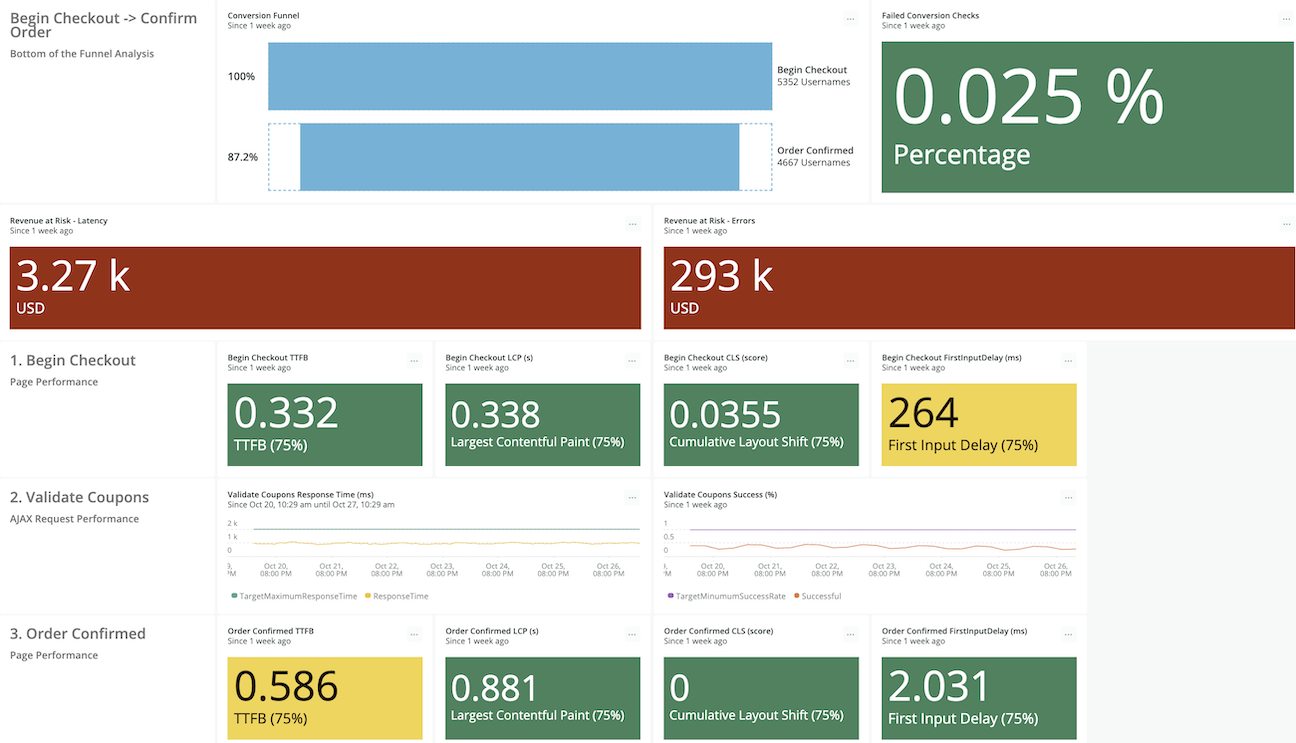 Begin Checkout -> Confirm
Order
Bottom of the Funnel Analysis
Conversion Funnel
Since 1 week ago
...
100%
Begin Checkout
5352 Usernames
87.2%
Order Confirmed
4667 Usernames
Failed Conversion Checks
Since 1 week ago
...
0.025 %
Percentage
Revenue at Risk - Latency
Since 1 week ago
...
3.27 k
USD
Revenue at Risk - Errors
Since 1 week ago
...
293 k
USD
1. Begin Checkout
Page Performance
Begin Checkout TTFB
Since 1 week ago
...
0.332
TTFB (75%)
Begin Checkout LCP (s)
Since 1 week ago
...
0.338
Largest Contentful Paint (75%)
Begin Checkout CLS (score)
Since 1 week ago
...
0.0355
Cumulative Layout Shift (75%)
Begin Checkout FirstInputDelay (ms)
Since 1 week ago
...
264
First Input Delay (75%)
2. Validate Coupons
AJAX Request Performance
Validate Coupons Response Time (ms)
Since Oct 20, 10:29 am until Oct 27, 10:29 am
...
2 k
1 k
0
Oct 20, Oct 21, Oct 22, Oct 23, Oct 24, Oct 25, Oct 26,
08:00 PM 08:00 PM 08:00 PM 08:00 PM 08:00 PM 08:00 PM 08:00 PM
TargetMaximumResponseTime ResponseTime
Validate Coupons Success (%)
Since 1 week ago
...
1
0.5
0
Oct 20, Oct 21, Oct 22, Oct 23, Oct 24, Oct 25, Oct 26,
08:00 PM 08:00 PM 08:00 PM 08:00 PM 08:00 PM 08:00 PM 08:00 PM
TargetMinumumSuccessRate Successful
3. Order Confirmed
Page Performance
Order Confirmed TTFB
Since 1 week ago
...
0.586
TTFB (75%)
Order Confirmed LCP (s)
Since 1 week ago
...
0.881
Largest Contentful Paint (75%)
Order Confirmed CLS (score)
Since 1 week ago
...
0
Cumulative Layout Shift (75%)
Order Confirmed FirstInputDelay (ms)
Since 1 week ago
...
2.031
First Input Delay (75%)